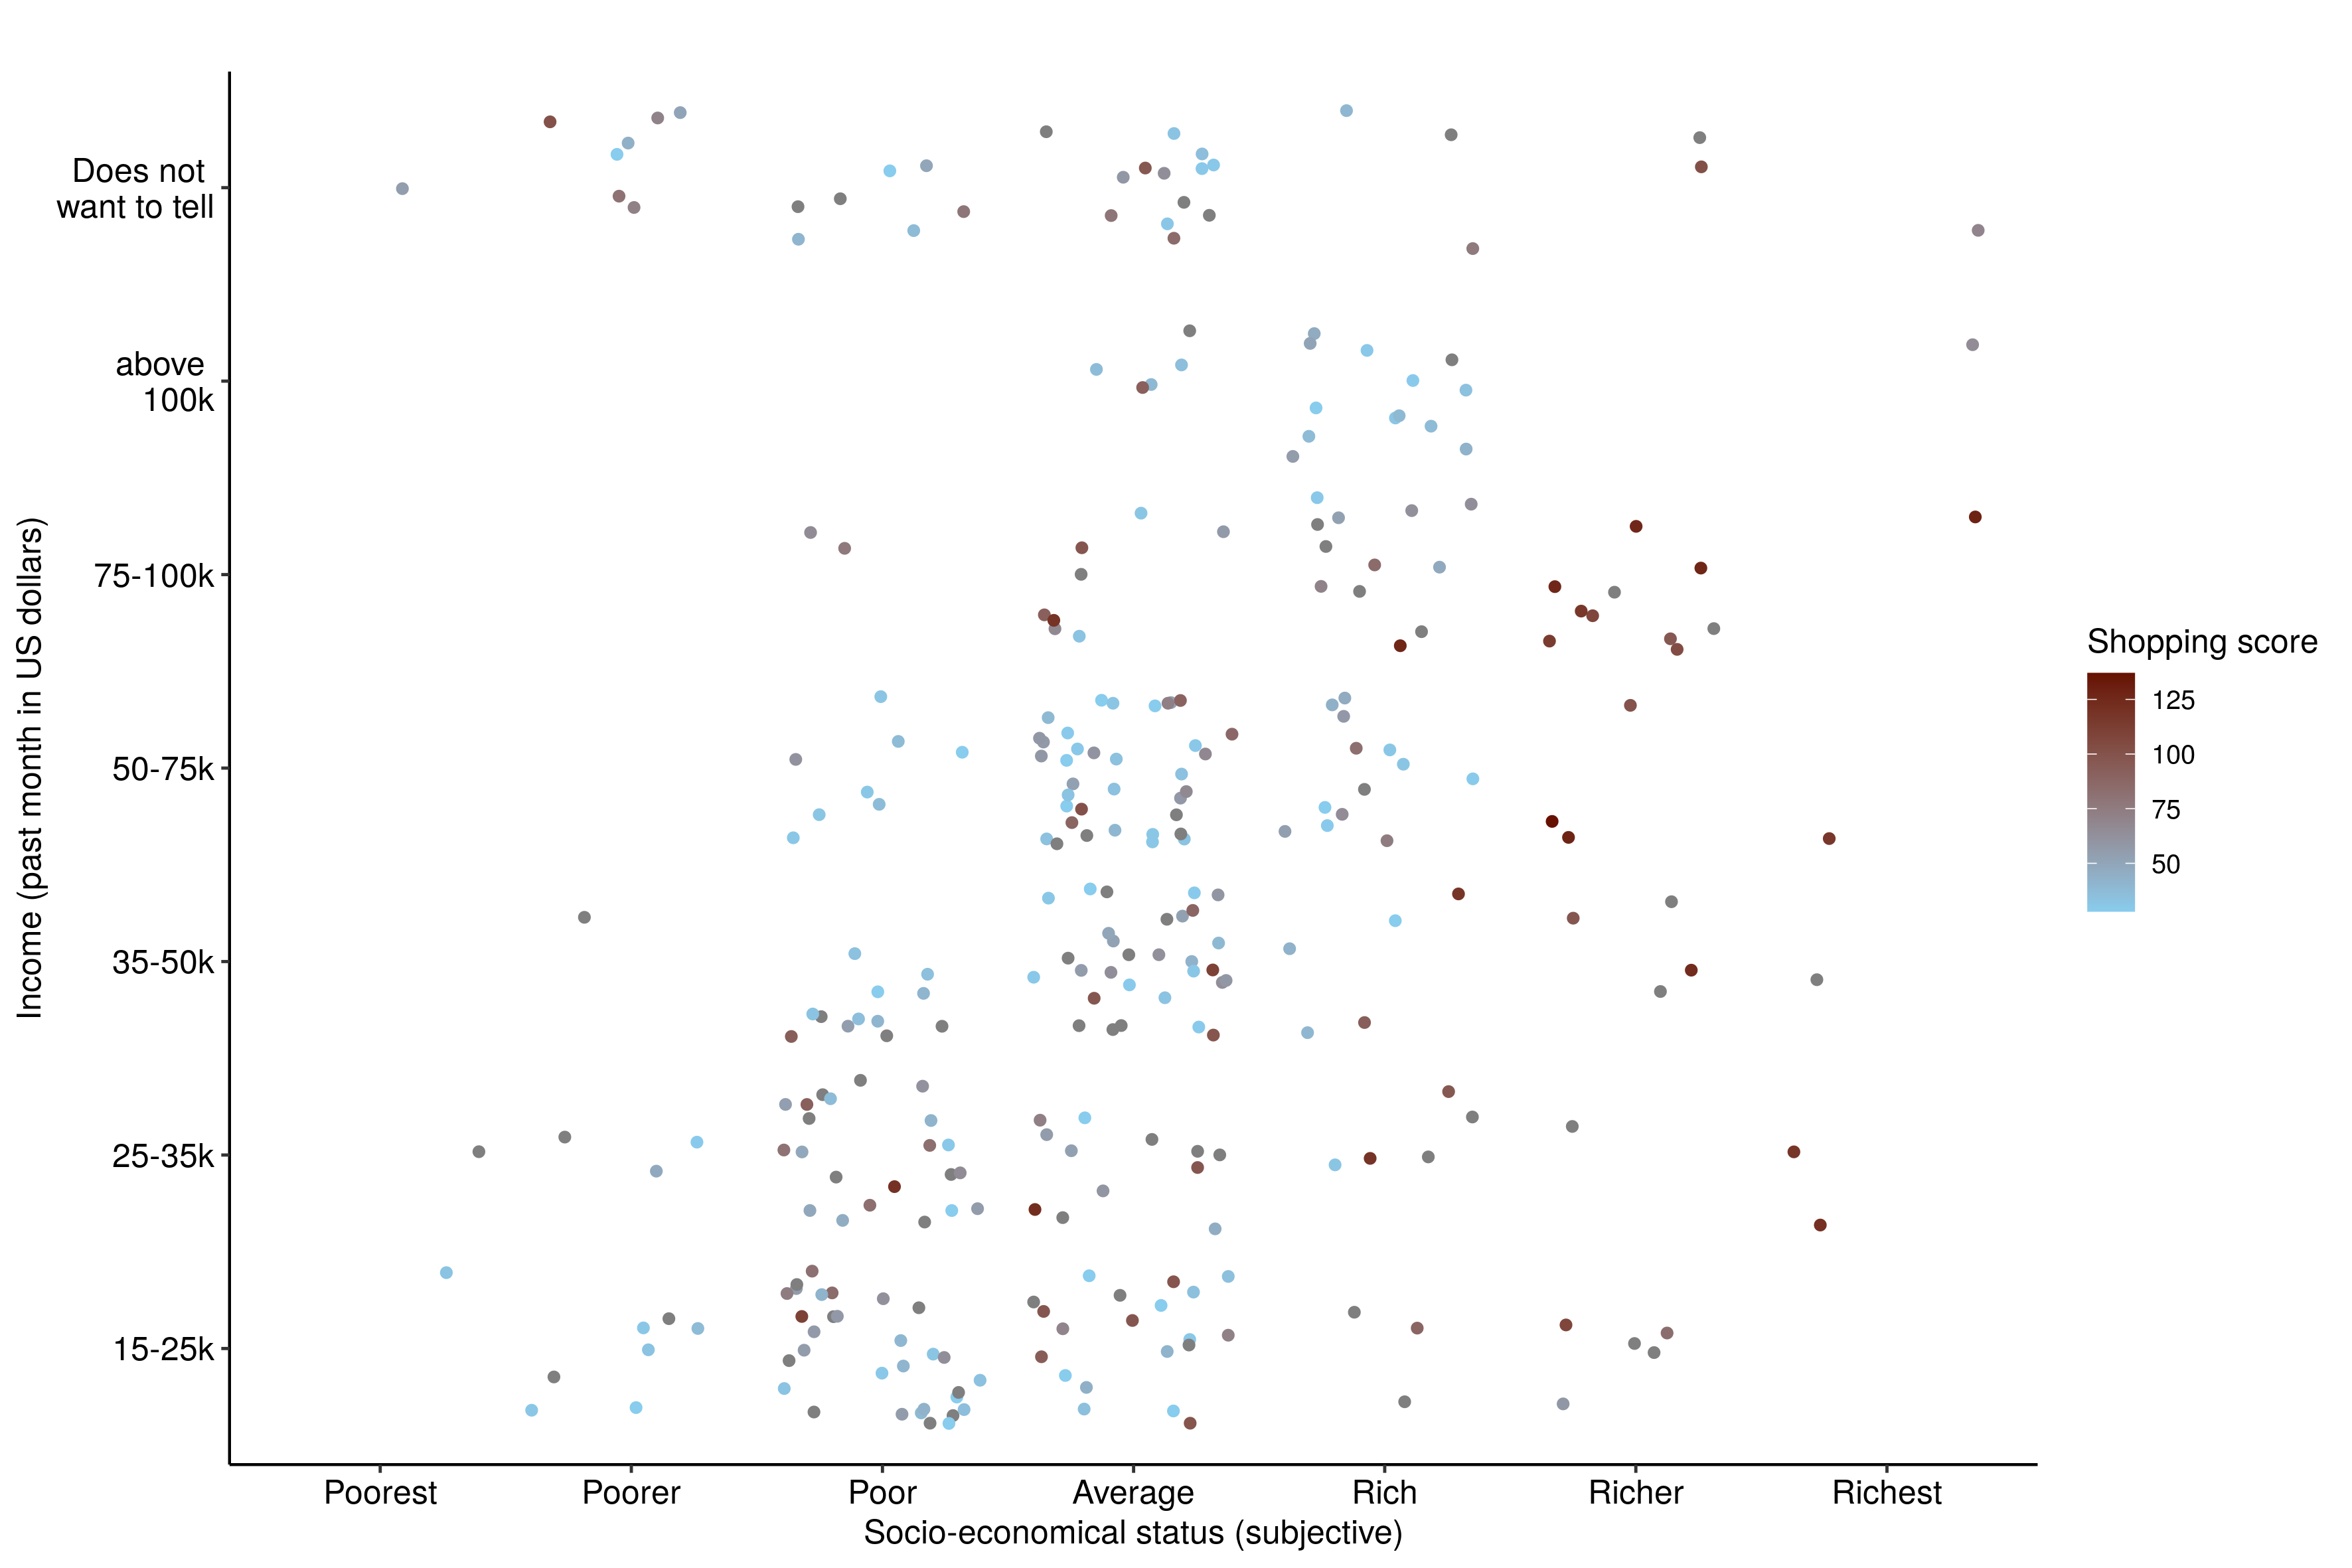 Does not
want to tell
above
100k
75-100k
50-75k
35-50k
25-35k
15-25k
Income (past month in US dollars)
Poorest
Poorer
Poor
Average
Rich
Richer
Richest
Socio-economical status (subjective)
Shopping score
125
100
75
50